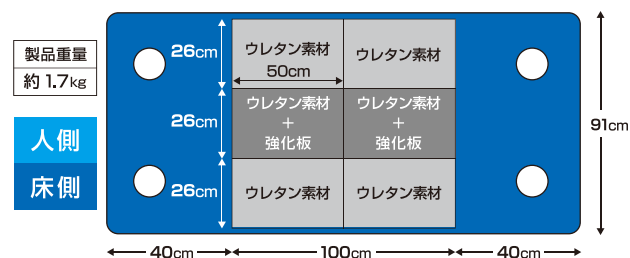 製品重量
約1.7kg
人側
床側
26cm
26cm
26cm
ウレタン素材
50cm
ウレタン素材
ウレタン素材
+
強化板
ウレタン素材
+
強化板
ウレタン素材
ウレタン素材
91cm
40cm
100cm
40cm